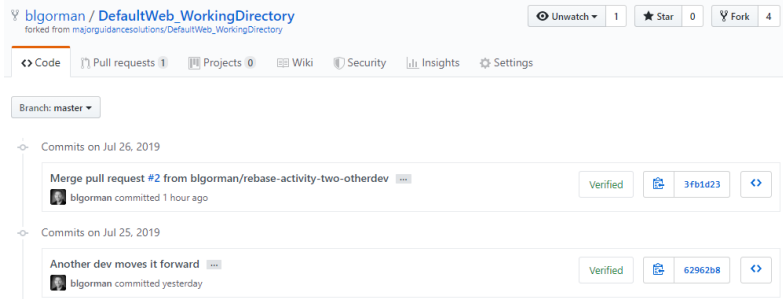 blgorman / DefaultWeb_WorkingDirectory
forked from majorguidancesolutions/DefaultWeb_WorkingDirectory
Unwatch 1 Star 0 Fork 4
Code Pull requests 1 Projects 0 Wiki Security Insights Settings
Branch: master
Commits on Jul 26, 2019
Merge pull request #2 from blgorman/rebase-activity-two-otherdev ...
blgorman committed 1 hour ago
Verified 3fb1d23
Commits on Jul 25, 2019
Another dev moves it forward ...
blgorman committed yesterday
Verified 62962b8